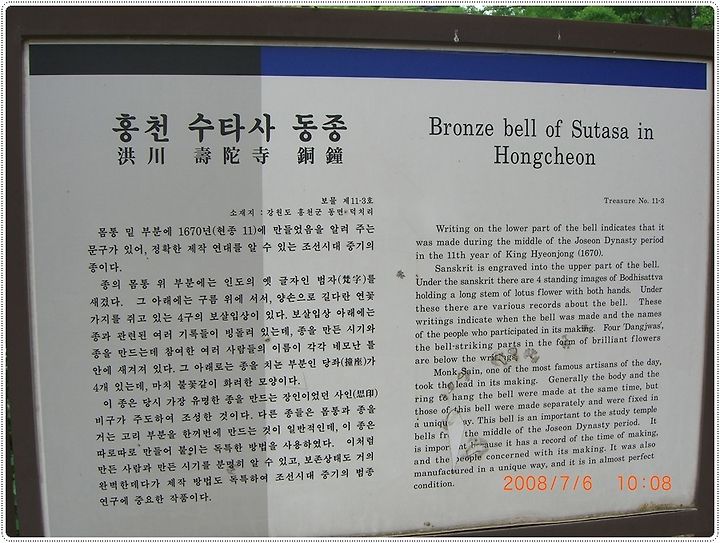 홍천 수타사 동종
洪川 壽陀寺 銅鐘
보물 제11-3호
소재지 : 강원도 홍천군 동면 덕치리
몸통 밑 부분에 1670년(현종 11)에 만들었음을 알려 주는
문구가 있어, 정확한 제작 연대를 알 수 있는 조선시대 중기의
종이다.
종의 몸통 위 부분에는 인도의 옛 글자인 범자(梵字)를
새겼다. 그 아래에는 구름 위에 서서, 양손으로 길다란 연꽃
가지를 쥐고 있는 4구의 보살입상이 있다. 보살입상 아래에는
종과 관련된 여러 기록들이 빙둘러 있는데, 종을 만든 시기와
종을 만드는데 참여한 여러 사람들의 이름이 각각 네모난 틀
안에 새겨져 있다. 그 아래로는 종을 치는 부분인 당좌(撞座)가
4개 있는데, 마치 불꽃같이 화려한 모양이다.
이 종은 당시 가장 유명한 종을 만드는 장인이었던 사인(思印)
비구가 주도하여 조성한 것이다. 다른 종들은 몸통과 종을
거는 고리 부분을 한꺼번에 만드는 것이 일반적인데, 이 종은
따로따로 만들어 붙이는 독특한 방법을 사용하였다. 이처럼
만든 사람과 만든 시기를 분명히 알 수 있고, 보존상태도 거의
완벽한데다가 제작 방법도 독특하여 조선시대 중기의 범종
연구에 중요한 작품이다.
Bronze bell of Sutasa in
Hongcheon
Treasure No. 11-3
Writing on the lower part of the bell indicates that it
was made during the middle of the Joseon Dynasty period
in the 11th year of King Hyeonjong (1670).
Sanskrit is engraved into the upper part of the bell.
Under the sanskrit there are 4 standing images of Bodhisattva
holding a long stem of lotus flower with both hands. Under
these there are various records about the bell. These
writings indicate when the bell was made and the names
of the people who participated in its making. Four 'Dangjwas',
the bell-striking parts in the form of brilliant flowers
are below the writings.
Monk Sain, one of the most famous artisans of the day,
took the lead in its making. Generally the body and the
ring to hang the bell were made at the same time, but
those of this bell were made separately and were fixed in
a unique way. This bell is an important to the study temple
bells from the middle of the Joseon Dynasty period. It
is important because it has a record of the time of making,
and the people concerned with its making. It was also
manufactured in a unique way, and it is in almost perfect
condition.
2008/7/6 10:08